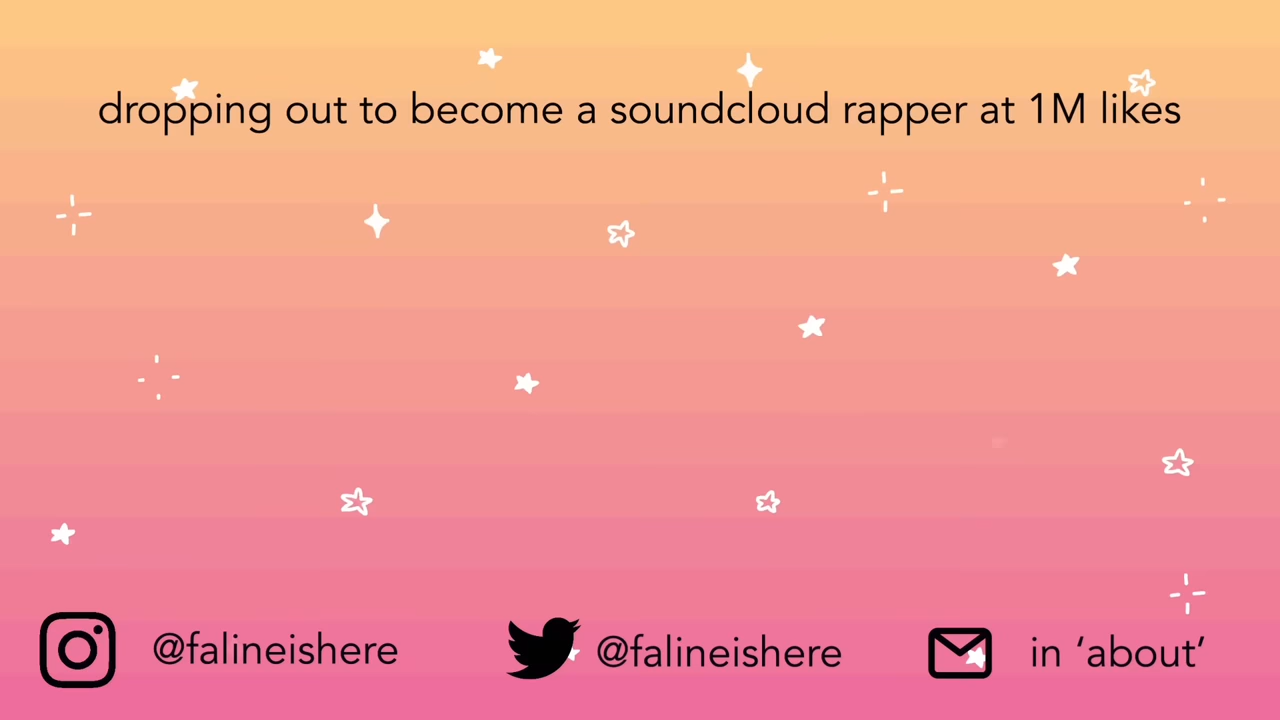 dropping out to become a soundcloud rapper at 1M likes
@falineishere
@falineishere
in ‘about’